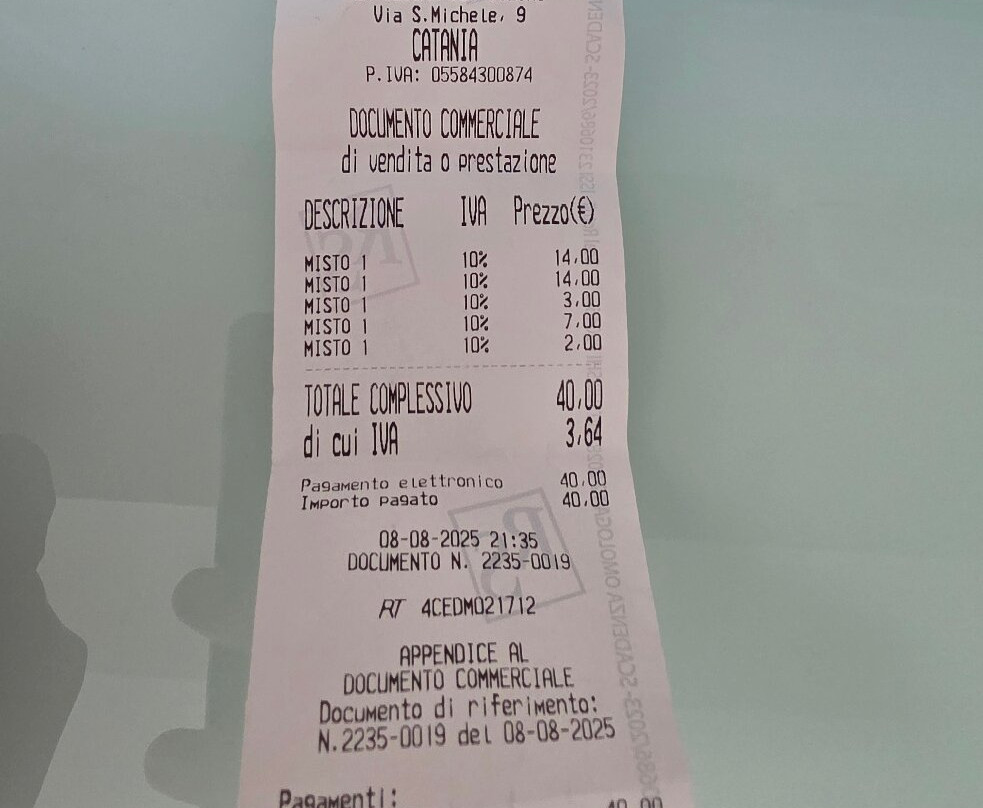 Via S.Michele, 9
CATANIA
P.IVA: 05584300874
DOCUMENTO COMMERCIALE
di vendita o prestazione
DESCRIZIONE IVA Prezzo(€)
MISTO 1 10% 14,00
MISTO 1 10% 14,00
MISTO 1 10% 3,00
MISTO 1 10% 7,00
MISTO 1 10% 2,00
TOTALE COMPLESSIVO 40,00
di cui IVA 3,64
Pagamento elettronico 40,00
Importo pagato 40,00
08-08-2025 21:35
DOCUMENTO N. 2235-0019
RT 4CEDM021712
APPENDICE AL
DOCUMENTO COMMERCIALE
Documento di riferimento:
N.2235-0019 del 08-08-2025
Pagamenti: 40,00